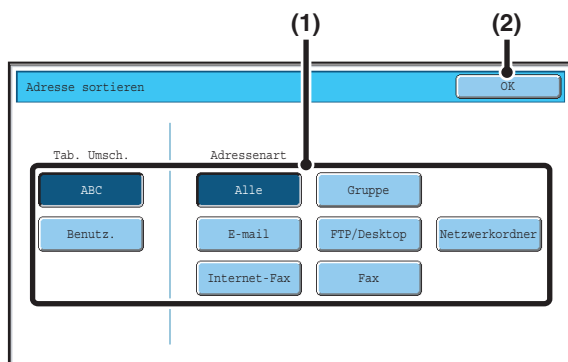 (1) (2)
Adresse sortieren OK
Tab. Umsch. Adressenart
ABC Alle Gruppe
Benutz. E-mail FTP/Desktop Netzwerkordner
Internet-Fax Fax